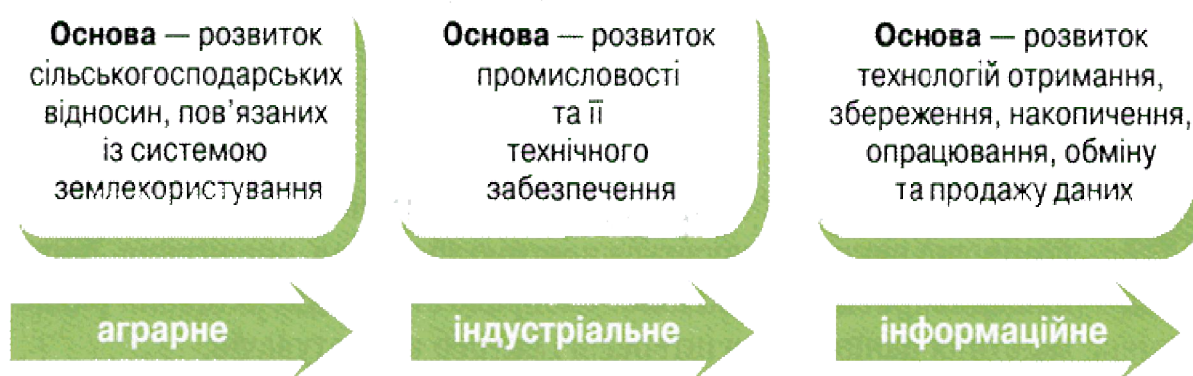 Основа — розвиток
сільськогосподарських
відносин, пов’язаних
із системою
землекористування
Основа — розвиток
промисловості
та її
технічного
забезпечення
Основа — розвиток
технологій отримання,
збереження, накопичення,
опрацювання, обміну
та продажу даних
аграрне
індустріальне
інформаційне